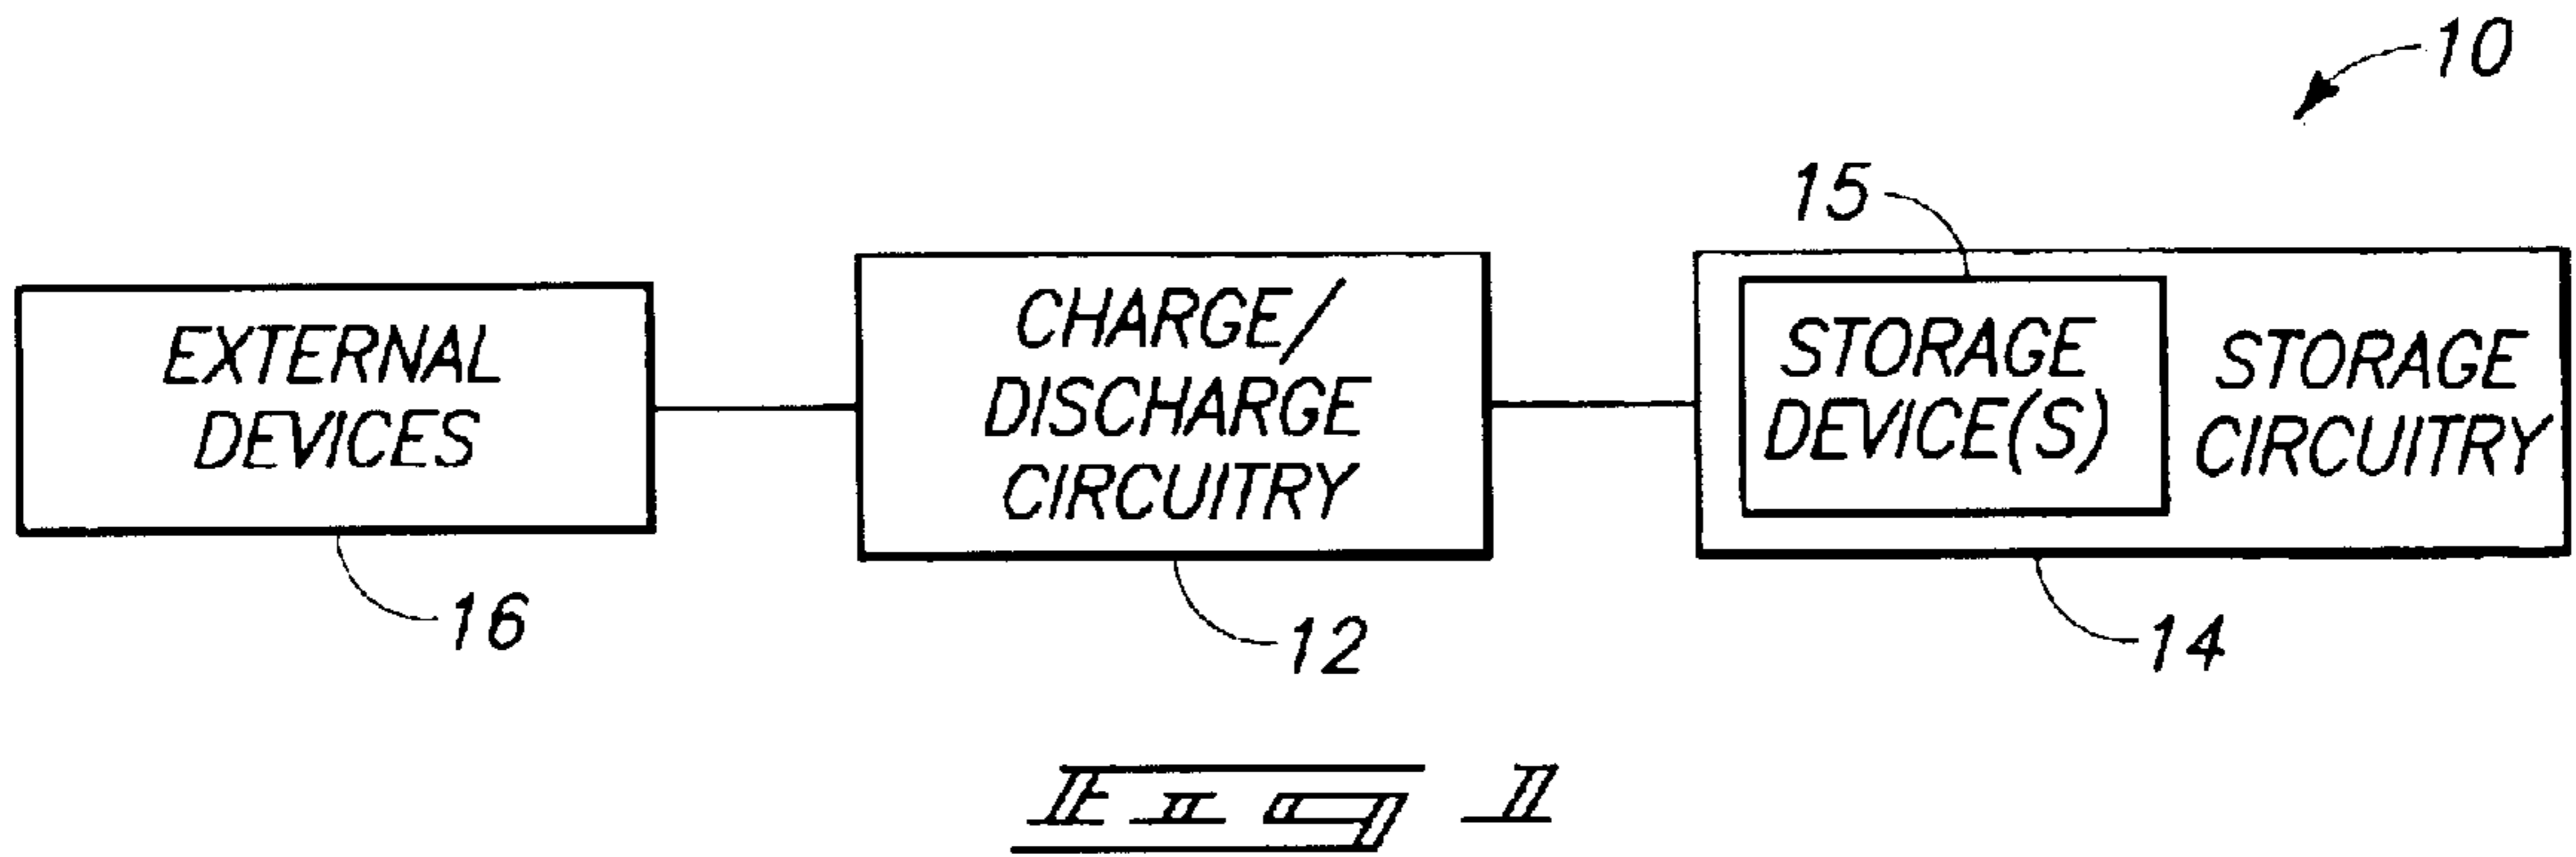 10
15
EXTERNAL
DEVICES
CHARGE/
DISCHARGE
CIRCUITRY
STORAGE
DEVICE(S)
STORAGE
CIRCUITRY
16
12
14
Fig 1